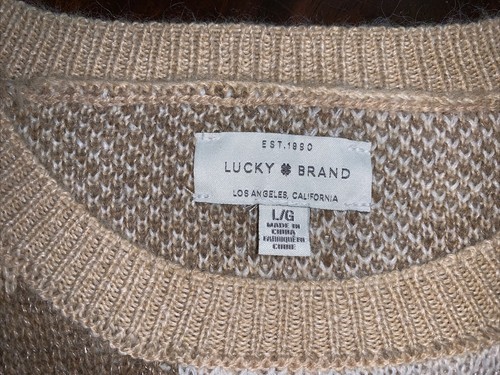 EST.1990
LUCKY BRAND
LOS ANGELES, CALIFORNIA
L/G
MADE IN
CHINA
FABRIQUÉ EN
CHINE